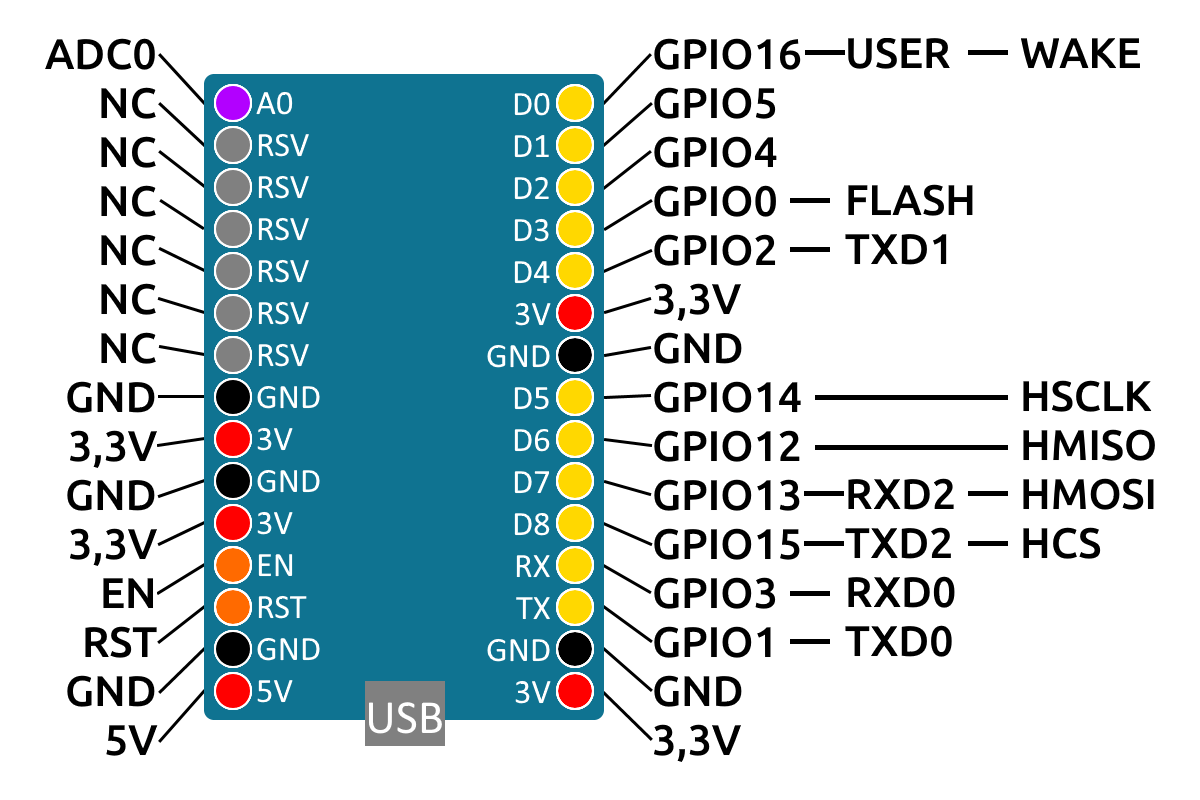 ADC0 GPIO16 USER WAKE
NC A0 D0 GPIO5
NC RSV D1 GPIO4
NC RSV D2 GPIO0 FLASH
NC RSV D3 GPIO2 TXD1
NC RSV D4 3,3V
NC RSV 3V GND
GND RSV GND GPIO14 HSCLK
3,3V GND D5 GPIO12 HMISO
GND 3V D6 GPIO13 RXD2 HMOSI
3,3V GND D7 GPIO15 TXD2 HCS
EN 3V D8 GPIO3 RXD0
RST EN RX GPIO1 TXD0
GND RST TX GND
5V GND GND 3,3V
5V 3V
USB